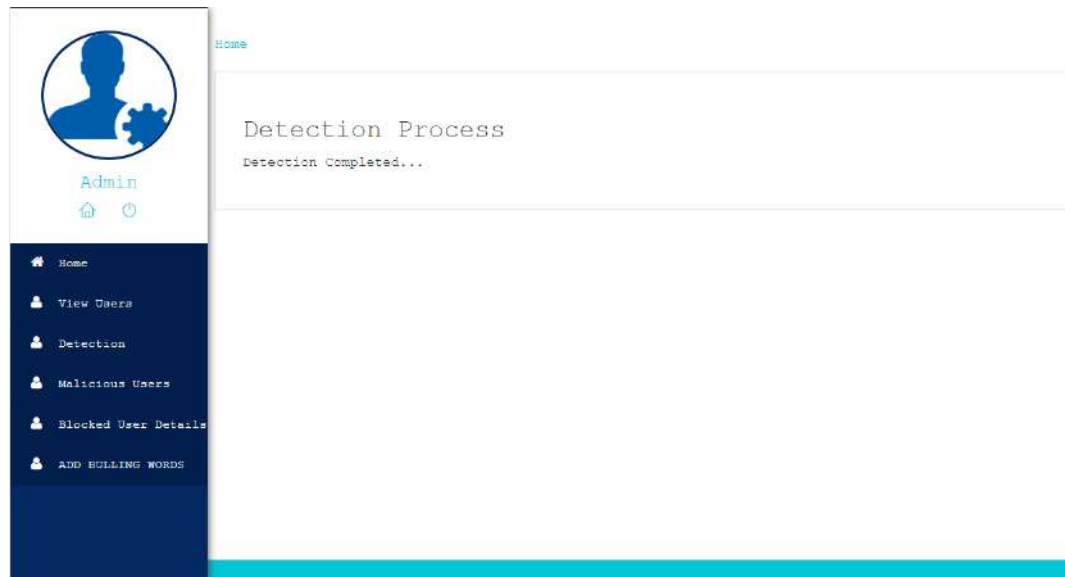 Admin
Home
View Users
Detection
Malicious Users
Blocked User Details
ADD BULLING WORDS
Home
Detection Process
Detection Completed...